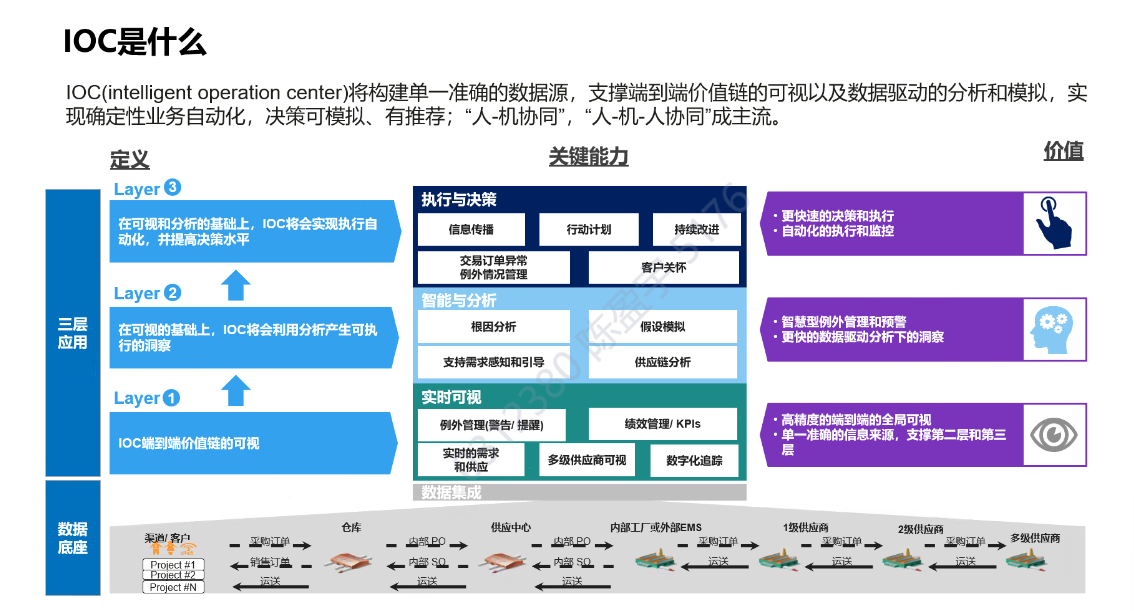 IOC是什么
IOC(intelligent operation center)将构建单一准确的数据源，支撑端到端价值链的可视以及数据驱动的分析和模拟，实
现确定性业务自动化，决策可模拟、有推荐；“人-机协同”，“人-机-人协同”成主流。
定义
关键能力
价值
三层
应用
Layer 3
在可视和分析的基础上，IOC将会实现执行自
动化，并提高决策水平
执行与决策
信息传播
行动计划
持续改进
交易订单异常
例外情况管理
客户关怀
• 更快速的决策和执行
• 自动化的执行和监控
Layer 2
在可视的基础上，IOC将会利用分析产生可执
行的洞察
智能与分析
根因分析
假设模拟
支持需求感知和引导
供应链分析
• 智慧型例外管理和预警
• 更快的数据驱动分析下的洞察
Layer 1
IOC端到端价值链的可视
实时可视
例外管理(警告/ 提醒)
绩效管理/ KPIs
实时的需求
和供应
多级供应商可视
数字化追踪
• 高精度的端到端的全局可视
• 单一准确的信息来源，支撑第二层和第三
层
数据
底座
数据集成
渠道/ 客户
仓库
供应中心
内部工厂或外部EMS
1级供应商
2级供应商
多级供应商
采购订单
内部 PO
内部 PO
采购订单
采购订单
采购订单
销售订单
内部 SO
内部 SO
运送
运送
运送
运送
运送
运送
Project #1
Project #2
Project #N